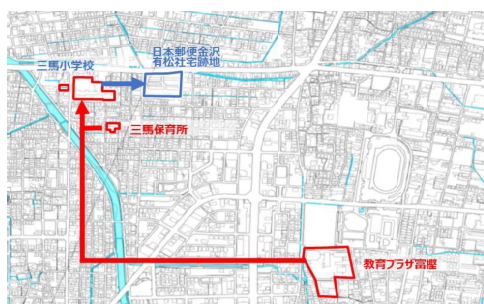 日本郵便金沢
有松社宅跡地
三馬小学校
三馬保育所
教育プラザ富樫